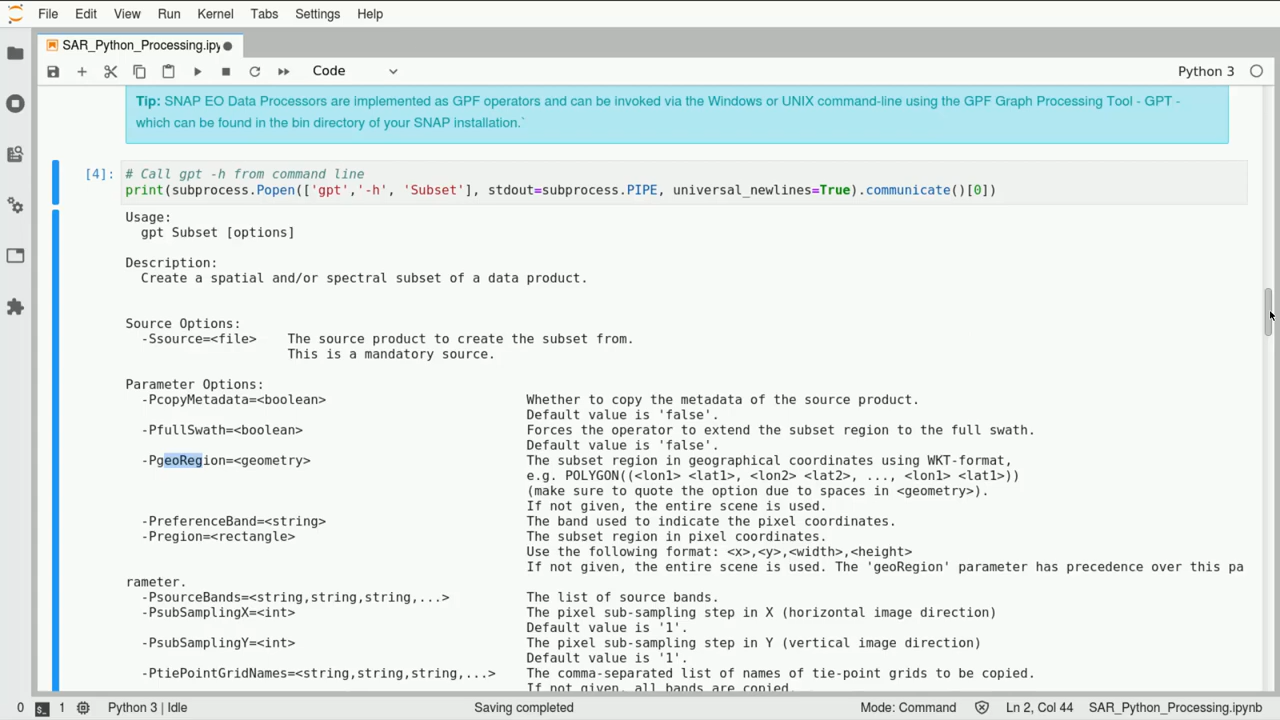 File Edit View Run Kernel Tabs Settings Help
SAR_Python_Processing.ipy
Code
Python 3
Tip: SNAP EO Data Processors are implemented as GPF operators and can be invoked via the Windows or UNIX command-line using the GPF Graph Processing Tool - GPT -
which can be found in the bin directory of your SNAP installation.`
[4]: # Call gpt -h from command line
print(subprocess.Popen(['gpt','-h', 'Subset'], stdout=subprocess.PIPE, universal_newlines=True).communicate()[0])
Usage:
gpt Subset [options]
Description:
Create a spatial and/or spectral subset of a data product.
Source Options:
-Ssource=<file> The source product to create the subset from.
This is a mandatory source.
Parameter Options:
-PcopyMetadata=<boolean> Whether to copy the metadata of the source product.
Default value is 'false'.
-PfullSwath=<boolean> Forces the operator to extend the subset region to the full swath.
Default value is 'false'.
-PgeoRegion=<geometry> The subset region in geographical coordinates using WKT-format,
e.g. POLYGON((<lon1> <lat1>, <lon2> <lat2>, ..., <lon1> <lat1>))
(make sure to quote the option due to spaces in <geometry>).
If not given, the entire scene is used.
-PreferenceBand=<string> The band used to indicate the pixel coordinates.
-Pregion=<rectangle> The subset region in pixel coordinates.
Use the following format: <x>,<y>,<width>,<height>
If not given, the entire scene is used. The 'geoRegion' parameter has precedence over this pa
rameter.
-PsourceBands=<string,string,string,...> The list of source bands.
-PsubSamplingX=<int> The pixel sub-sampling step in X (horizontal image direction)
Default value is '1'.
-PsubSamplingY=<int> The pixel sub-sampling step in Y (vertical image direction)
Default value is '1'.
-PtiePointGridNames=<string,string,string,...> The comma-separated list of names of tie-point grids to be copied.
If not given, all bands are copied.
0 1 Python 3 | Idle Saving completed Mode: Command Ln 2, Col 44 SAR_Python_Processing.ipynb